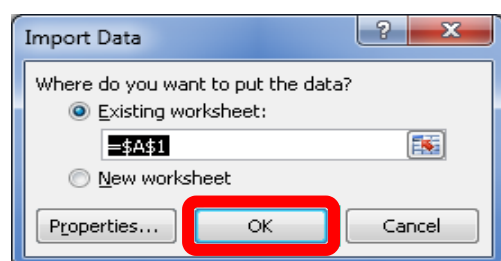 Import Data
Where do you want to put the data?
Existing worksheet:
=$A$1
New worksheet
Properties... OK Cancel